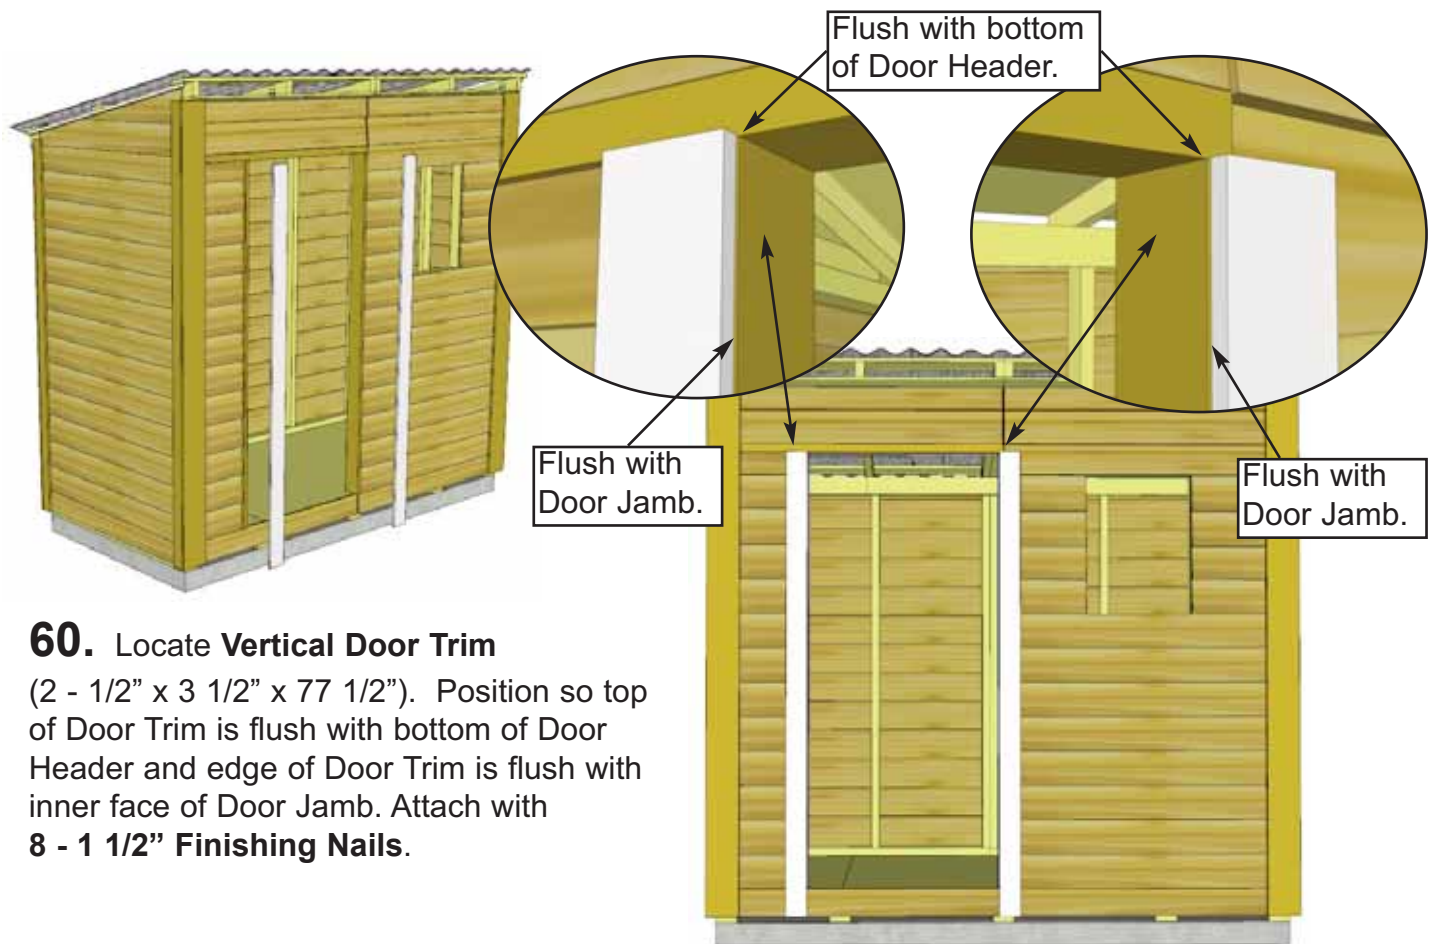 Flush with bottom
of Door Header.
Flush with
Door Jamb.
Flush with
Door Jamb.
60. Locate Vertical Door Trim
(2 - 1/2” x 3 1/2” x 77 1/2”). Position so top
of Door Trim is flush with bottom of Door
Header and edge of Door Trim is flush with
inner face of Door Jamb. Attach with
8 - 1 1/2” Finishing Nails.